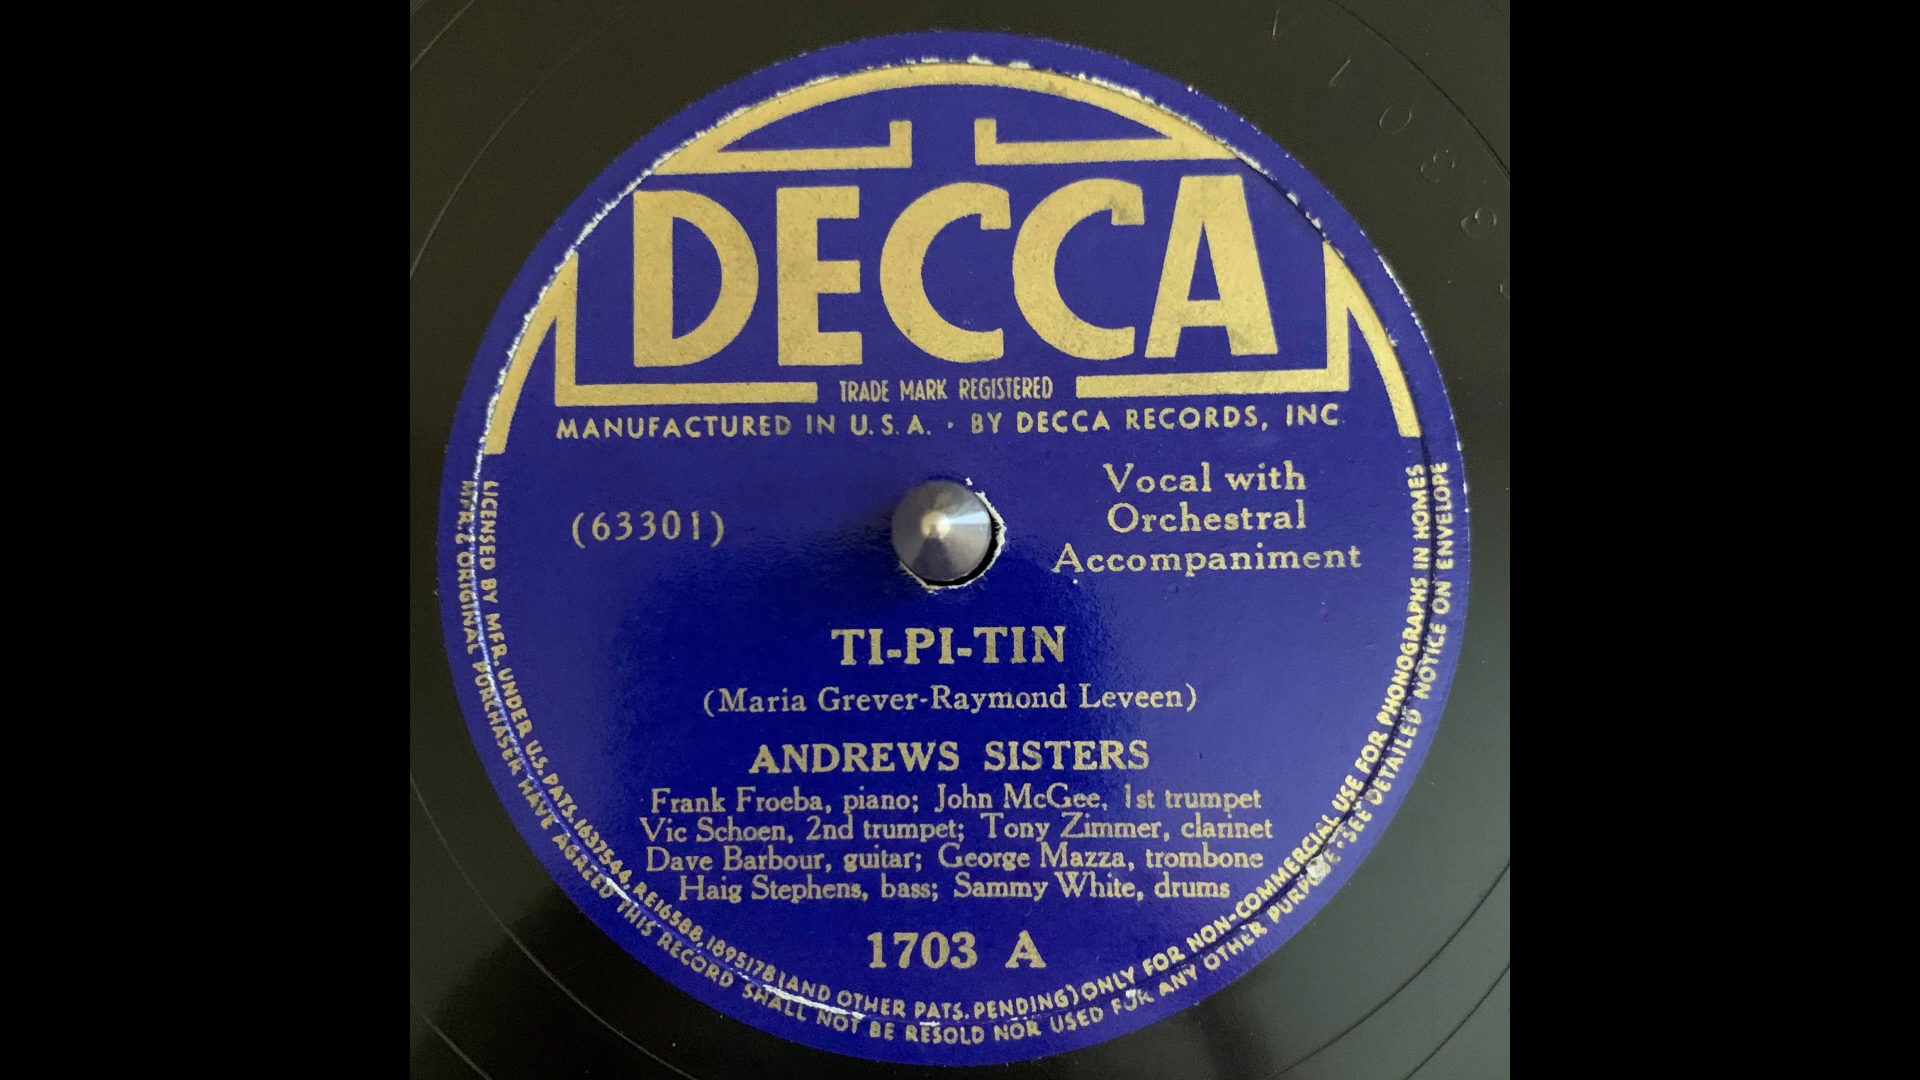 DECCA
TRADE MARK REGISTERED
MANUFACTURED IN U.S.A. · BY DECCA RECORDS, INC.
(63301)
Vocal with
Orchestral
Accompaniment
TI-PI-TIN
(Maria Grever-Raymond Leveen)
ANDREWS SISTERS
Frank Froeba, piano; John McGee, 1st trumpet
Vic Schoen, 2nd trumpet; Tony Zimmer, clarinet
Dave Barbour, guitar; George Mazza, trombone
Haig Stephens, bass; Sammy White, drums
1703 A
LICENSED BY MFR. UNDER U.S. PATS. 1637544, RE16588, 1895178 (AND OTHER PATS. PENDING) ONLY FOR NON-COMMERCIAL USE FOR PHONOGRAPHS IN HOMES
MFR. & ORIGINAL PURCHASER HAVE AGREED THIS RECORD SHALL NOT BE RESOLD NOR USED FOR ANY OTHER PURPOSE · SEE DETAILED NOTICE ON ENVELOPE